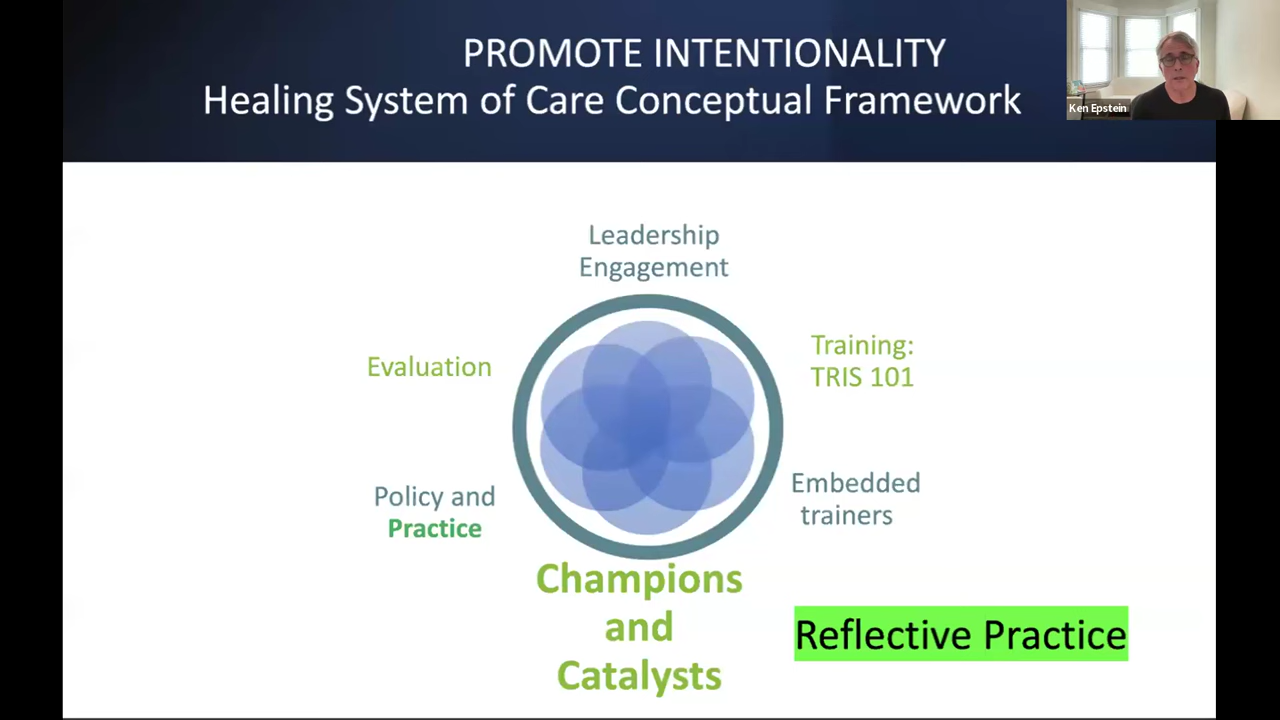 PROMOTE INTENTIONALITY
Healing System of Care Conceptual Framework
Ken Epstein
Leadership
Engagement
Training:
TRIS 101
Embedded
trainers
Champions
and
Catalysts
Policy and
Practice
Evaluation
Reflective Practice